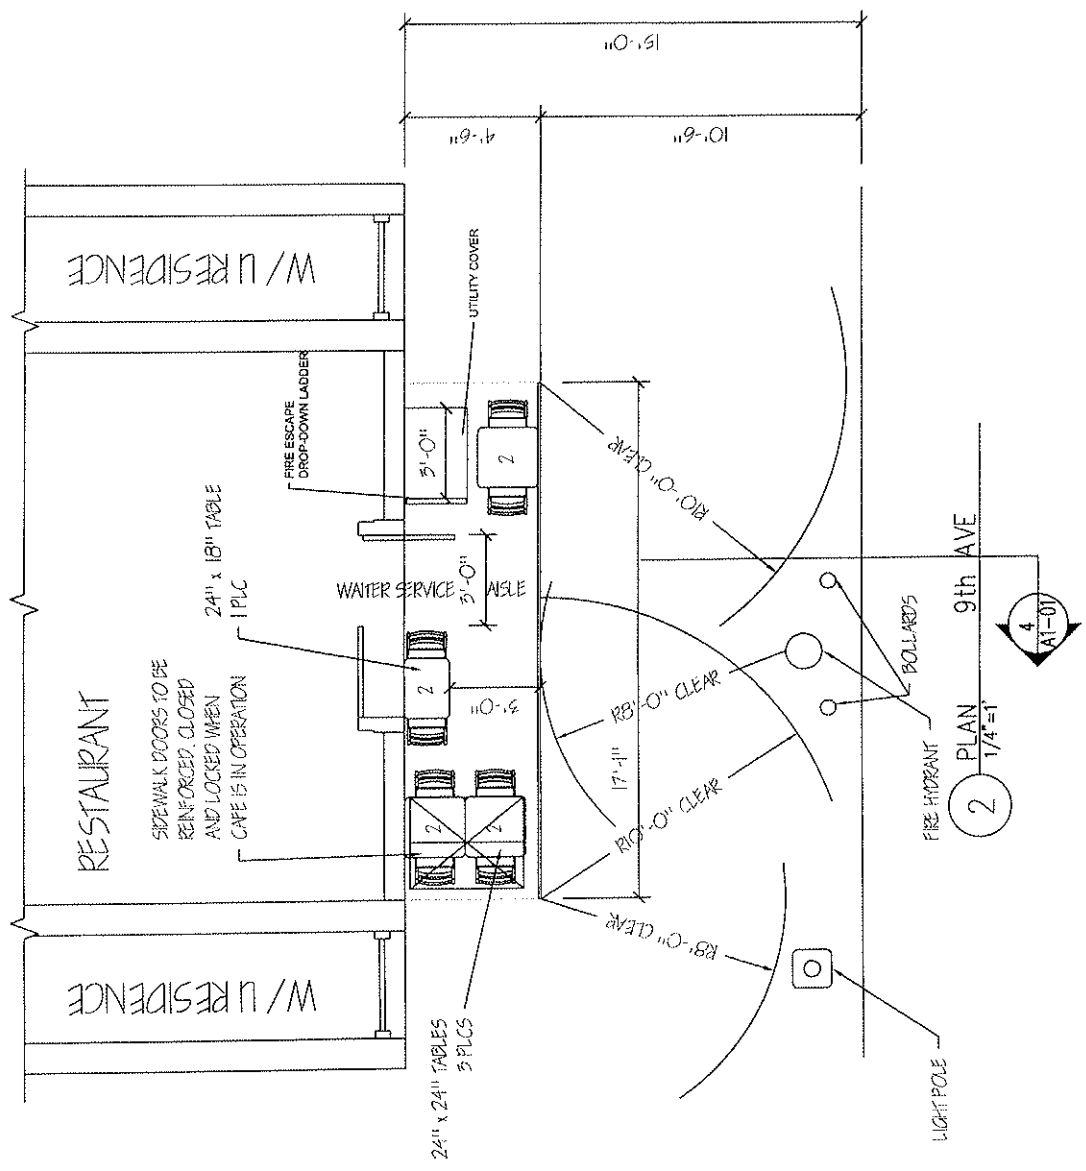 15'-0"
4'-6"
10'-6"
W/U RESIDENCE
UTILITY COVER
FIRE ESCAPE
DROP-DOWN LADDER
3'-0"
2
24" x 18" TABLE
1 PLC
WAITER SERVICE
AISLE
3'-0"
RESTAURANT
SIDEWALK DOORS TO BE
REINFORCED. CLOSED
AND LOCKED WHEN
CAFE IS IN OPERATION
2
3'-0"
2
2
24" x 24" TABLES
3 PLCS
W/U RESIDENCE
R10'-0" CLEAR
R8'-0" CLEAR
17'-1"
R10'-0" CLEAR
R8'-0" CLEAR
BOLLARDS
FIRE HYDRANT
LIGHT POLE
2
PLAN 9th AVE
1/4"=1'
4
A1-01